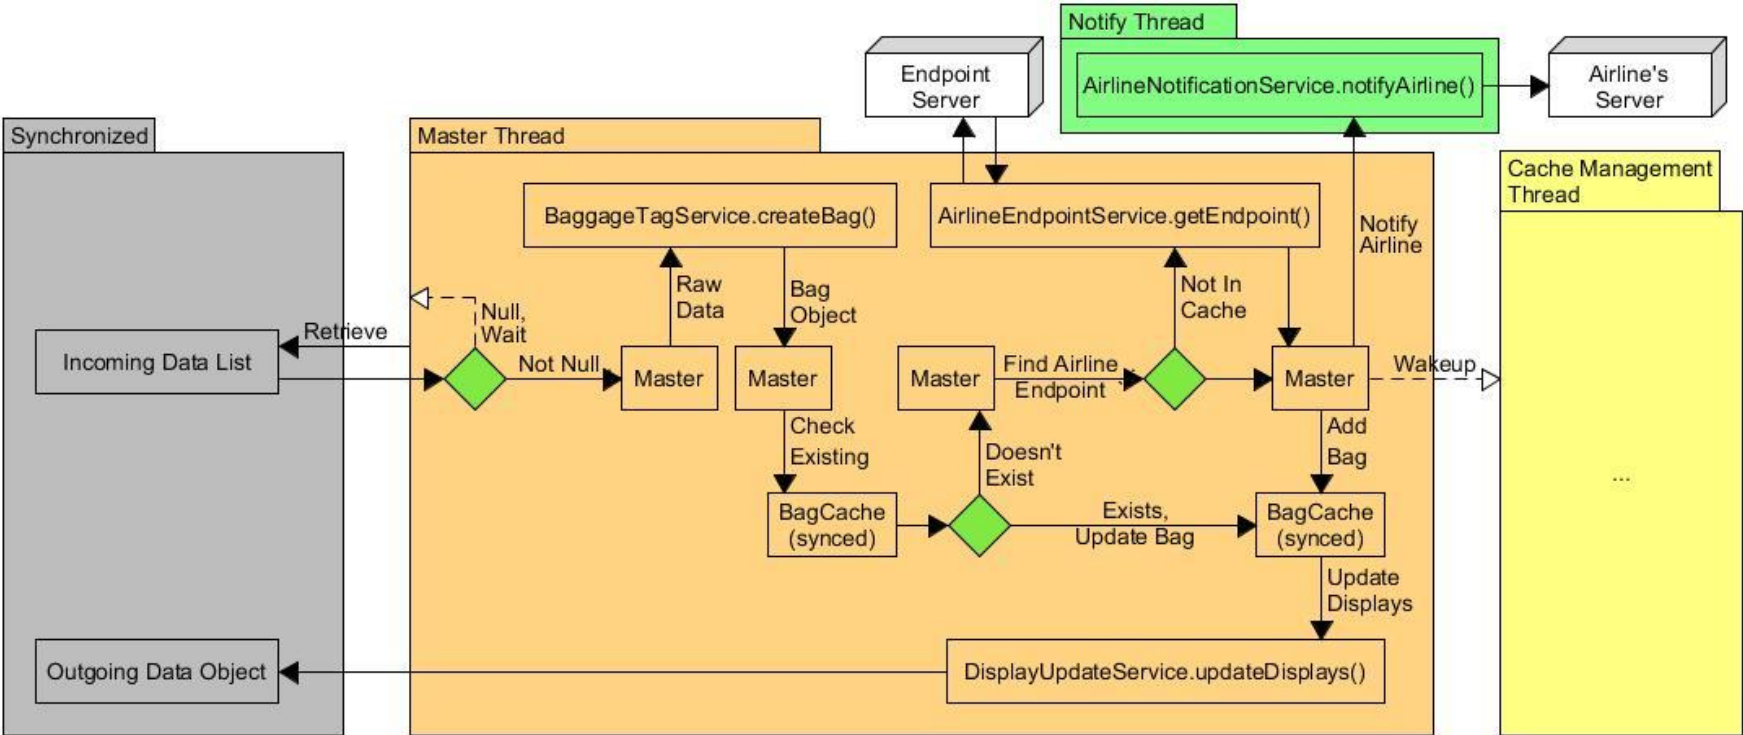 Notify Thread
Endpoint
Server
AirlineNotificationService.notifyAirline()
Airline's
Server
Synchronized
Master Thread
Cache Management
Thread
BaggageTagService.createBag()
AirlineEndpointService.getEndpoint()
Notify
Airline
Raw
Data
Bag
Object
Not In
Cache
Null,
Wait
Retrieve
Incoming Data List
Not Null
Master
Master
Master
Find Airline
Endpoint
Master
Wakeup
Check
Existing
Doesn't
Exist
Add
Bag
...
BagCache
(synced)
Exists,
Update Bag
BagCache
(synced)
Update
Displays
Outgoing Data Object
DisplayUpdateService.updateDisplays()